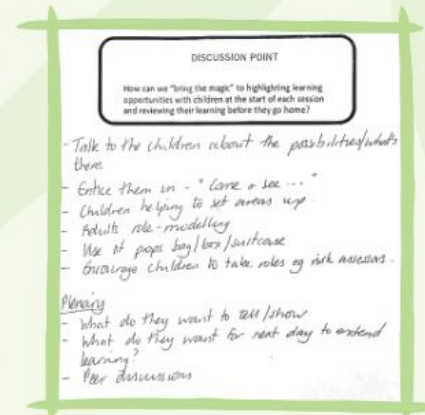 DISCUSSION POINT
How can we "bring the magic" to highlighting learning
opportunities with children at the start of each session
and reviewing their learning before they go home?
- Talk to the children about the possibilities/what's
there.
- Entice them in - "Come & see ..."
- Children helping to set areas up.
- Adults role-modelling
- Use of props bag/box/suitcase
- Encourage children to take roles eg risk assessors.
Plenary
- What do they want to tell/show
- What do they want for next day to extend
learning?
- Peer discussions